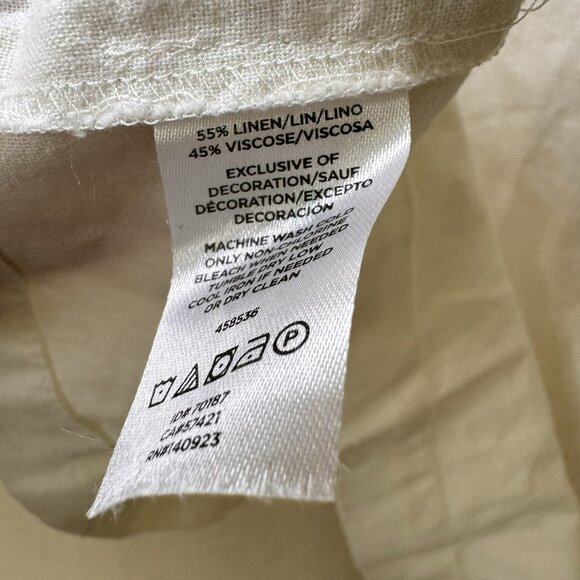 55% LINEN/LIN/LINO
45% VISCOSE/VISCOSA
EXCLUSIVE OF
DECORATION/SAUF
DÉCORATION/EXCEPTO
DECORACIÓN
MACHINE WASH COLD
ONLY NON-CHLORINE
BLEACH WHEN NEEDED
TUMBLE DRY LOW
COOL IRON IF NEEDED
OR DRY CLEAN
458536
P
ID# 70187
CA#57421
RN#140923